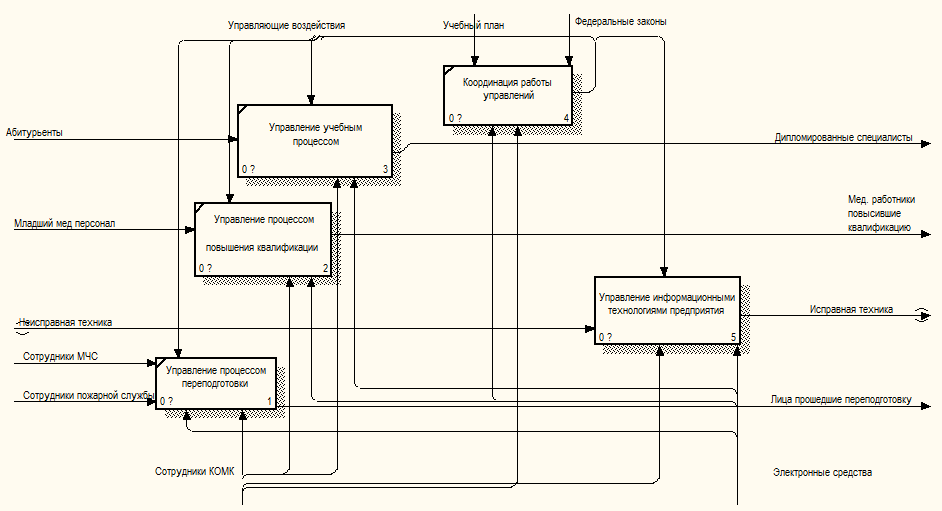 Управляющие воздействия
Учебный план
Федеральные законы
Координация работы
управлений
0 ?
4
Абитурьенты
Управление учебным
процессом
0 ?
3
Дипломированные специалисты
Младший мед персонал
Управление процессом
повышения квалификации
0 ?
2
Мед. работники
повысившие
квалификацию
Неисправная техника
Управление информационными
технологиями предприятия
0 ?
5
Исправная техника
Сотрудники МЧС
Сотрудники пожарной службы
Управление процессом
переподготовки
0 ?
1
Лица прошедшие переподготовку
Сотрудники КОМК
Электронные средства